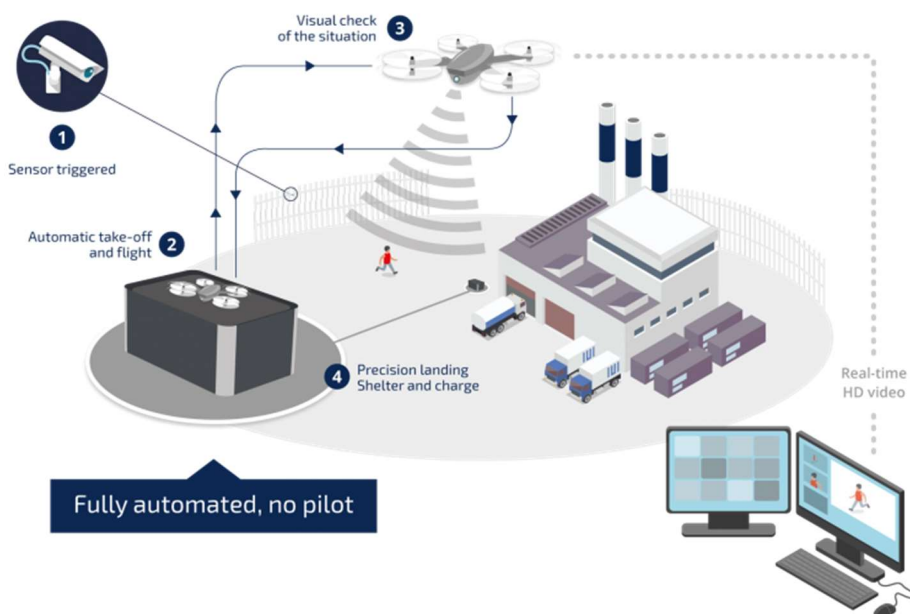 1
Sensor triggered
Automatic take-off
and flight
2
Visual check
of the situation
3
4
Precision landing
Shelter and charge
Real-time
HD video
Fully automated, no pilot